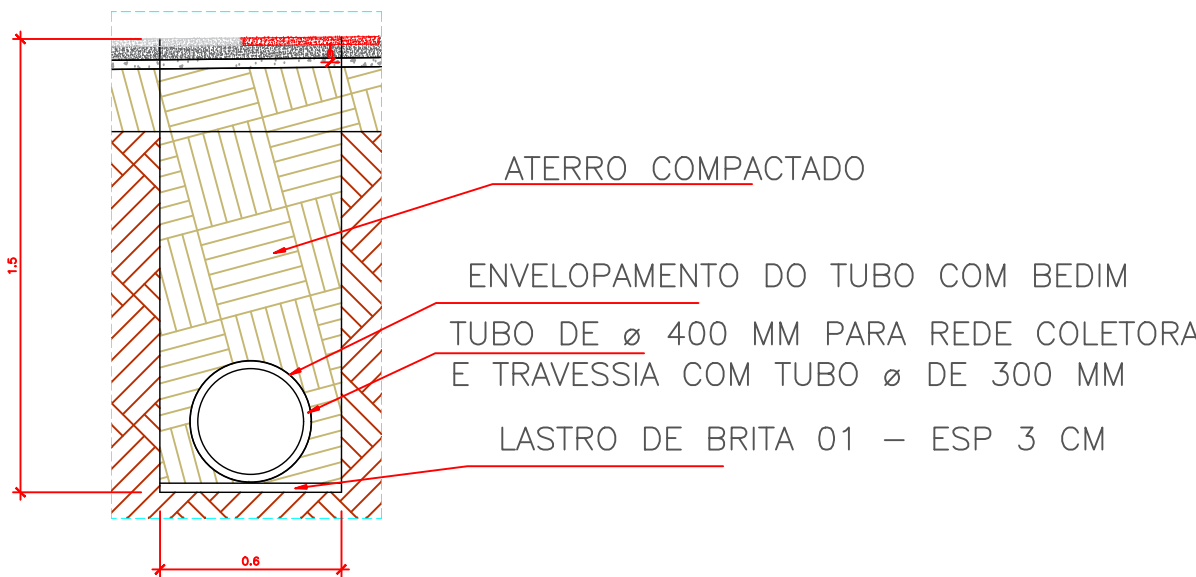 ATERRO COMPACTADO
1.5
ENVELOPAMENTO DO TUBO COM BEDIM
TUBO DE ø 400 MM PARA REDE COLETORA
E TRAVESSIA COM TUBO ø DE 300 MM
LASTRO DE BRITA 01 – ESP 3 CM
0.6